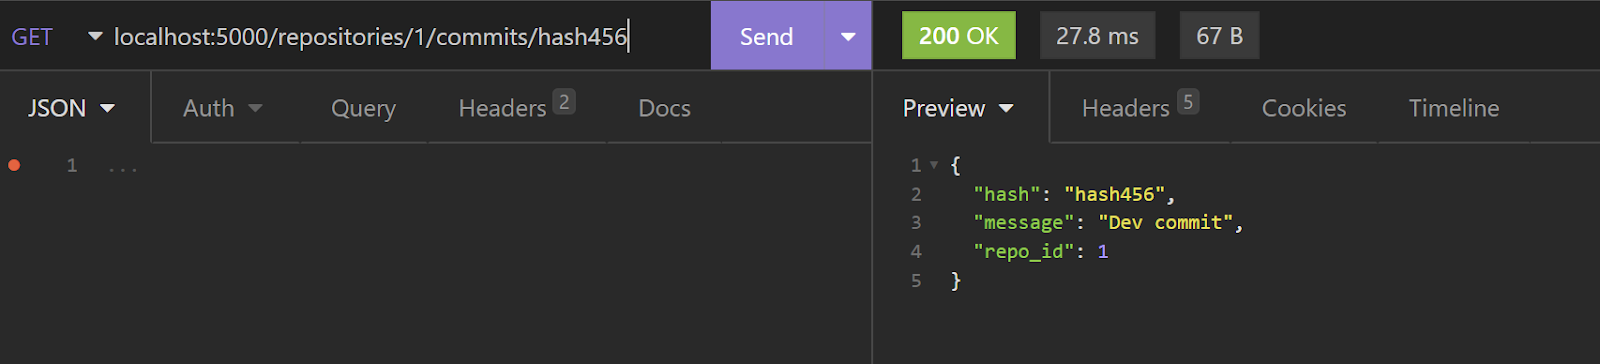 GET localhost:5000/repositories/1/commits/hash456 Send
200 OK 27.8 ms 67 B
JSON Auth Query Headers 2 Docs
1 ...
Preview Headers 5 Cookies Timeline
1 {
2 "hash": "hash456",
3 "message": "Dev commit",
4 "repo_id": 1
5 }